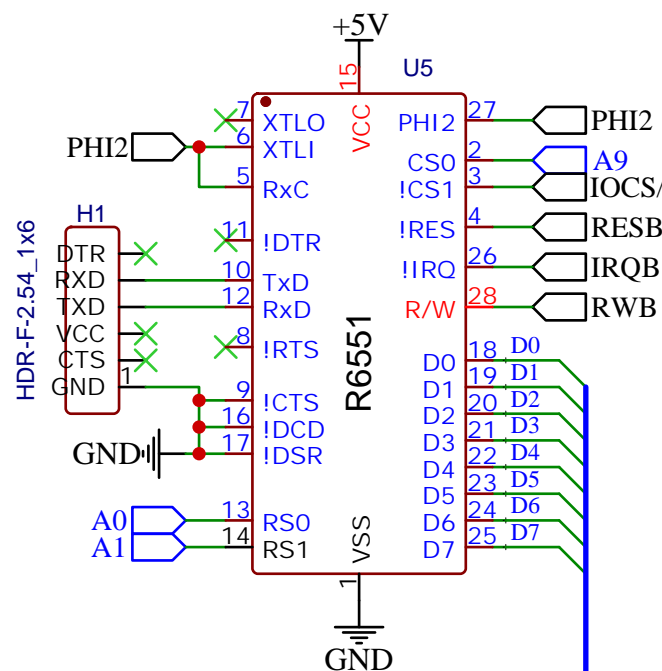 +5V
U5
15
VCC
7 XTLO
PHI2 6 XTLI
5 RxC
H1
HDR-F-2.54_1x6
DTR 11 !DTR
RXD 10 TxD
TXD 12 RxD
VCC
8 !RTS
CTS
GND 1
9 !CTS
16 !DCD
GND 17 !DSR
A0 13 RS0
A1 14 RS1
R6551
PHI2 27 PHI2
CS0 2 A9
!CS1 3 IOCS/
!RES 4 RESB
!IRQ 26 IRQB
R/W 28 RWB
D0 18 D0
D1 19 D1
D2 20 D2
D3 21 D3
D4 22 D4
D5 23 D5
D6 24 D6
D7 25 D7
VSS
1
GND